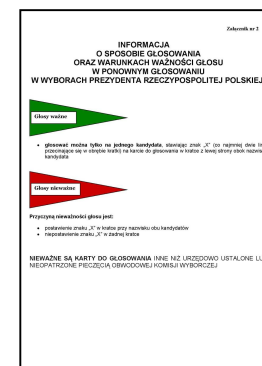 Załącznik nr 2
INFORMACJA
O SPOSOBIE GŁOSOWANIA
ORAZ WARUNKACH WAŻNOŚCI GŁOSU
W PONOWNYM GŁOSOWANIU
W WYBORACH PREZYDENTA RZECZYPOSPOLITEJ POLSKIEJ
Głosy ważne
• głosować można tylko na jednego kandydata, stawiając znak „X” (co najmniej dwie
przecinające się w obrębie kratki) na karcie do głosowania w kratce z lewej strony obok
kandydata
Głosy nieważne
Przyczyną nieważności głosu jest:
• postawienie znaku „X” w kratce przy nazwisku obu kandydatów
• niepostawienie znaku „X” w żadnej kratce
NIEWAŻNE SĄ KARTY DO GŁOSOWANIA INNE NIŻ URZĘDOWO USTALONE
NIEOPATRZONE PIECZĘCIĄ OBWODOWEJ KOMISJI WYBORCZEJ